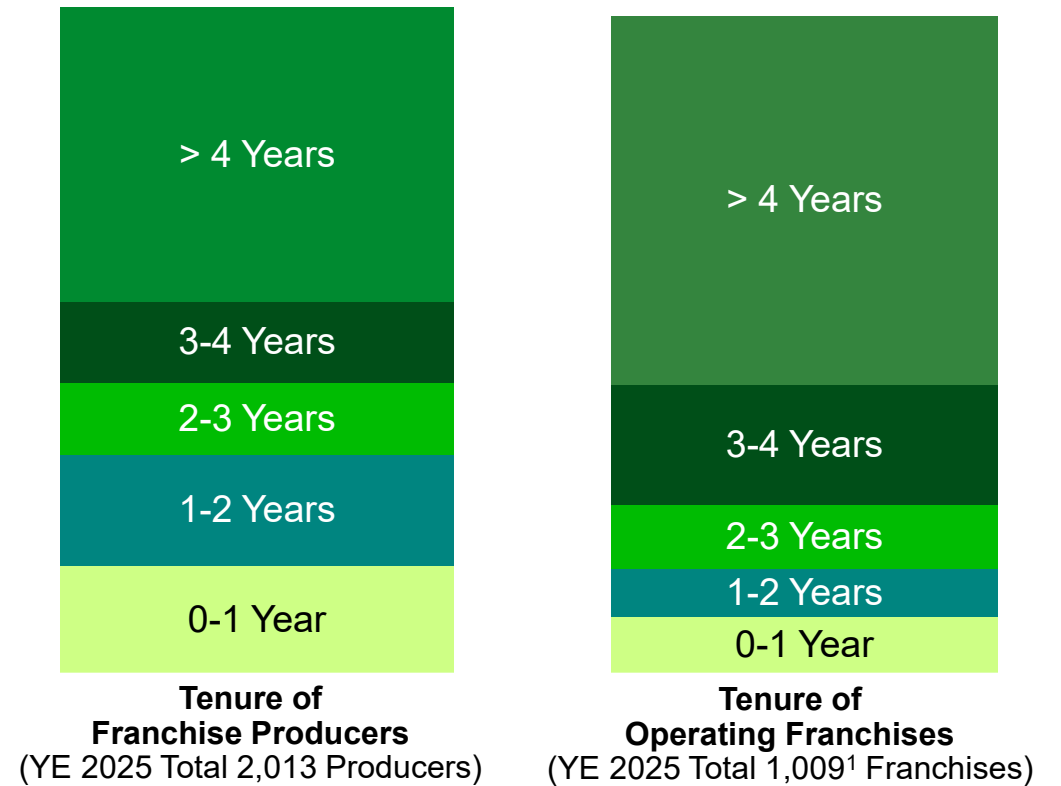 > 4 Years
3-4 Years
2-3 Years
1-2 Years
0-1 Year
Tenure of
Franchise Producers
(YE 2025 Total 2,013 Producers)
> 4 Years
3-4 Years
2-3 Years
1-2 Years
0-1 Year
Tenure of
Operating Franchises
(YE 2025 Total 1,009¹ Franchises)